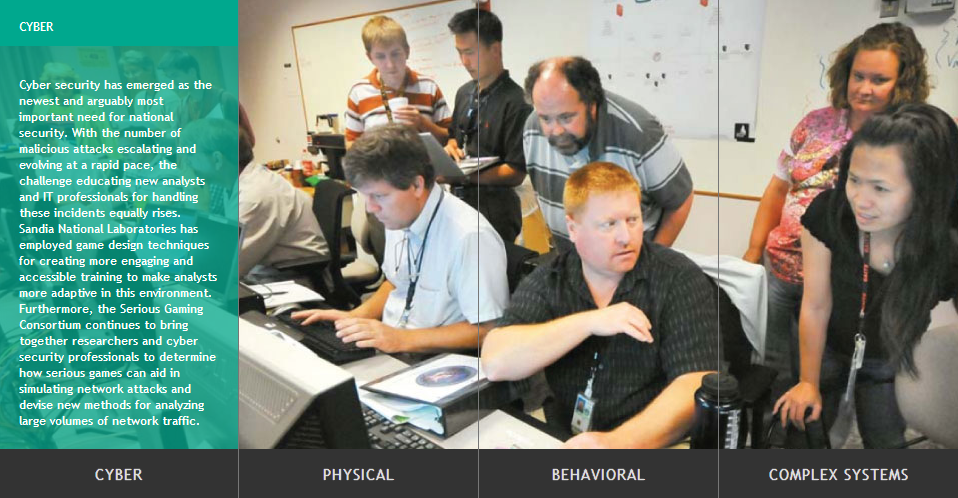 CYBER
Cyber security has emerged as the
newest and arguably most
important need for national
security. With the number of
malicious attacks escalating and
evolving at a rapid pace, the
challenge educating new analysts
and IT professionals for handling
these incidents equally rises.
Sandia National Laboratories has
employed game design techniques
for creating more engaging and
accessible training to make analysts
more adaptive in this environment.
Furthermore, the Serious Gaming
Consortium continues to bring
together researchers and cyber
security professionals to determine
how serious games can aid in
simulating network attacks and
devise new methods for analyzing
large volumes of network traffic.
CYBER
PHYSICAL
BEHAVIORAL
COMPLEX SYSTEMS